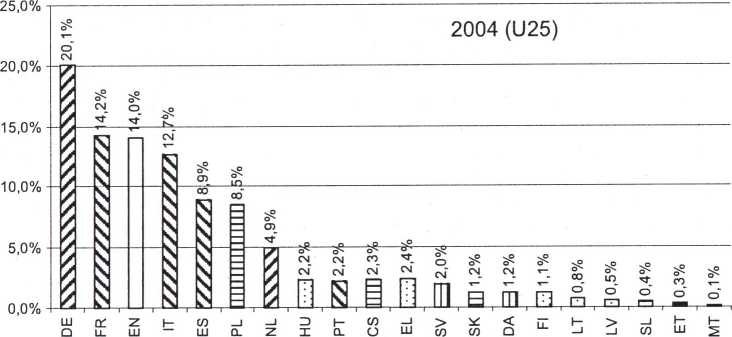 2004 (U25)
25,0%
20,0%
15,0%
10,0%
5,0%
0,0%
20,1%
14,2%
14,0%
12,7%
8,9%
8,5%
4,9%
2,2%
2,2%
2,3%
2,4%
2,0%
1,2%
1,2%
1,1%
0,8%
0,5%
0,4%
0,3%
0,1%
DE
FR
EN
IT
ES
PL
NL
HU
PT
CS
EL
SV
SK
DA
FI
LT
LV
SL
ET
MT